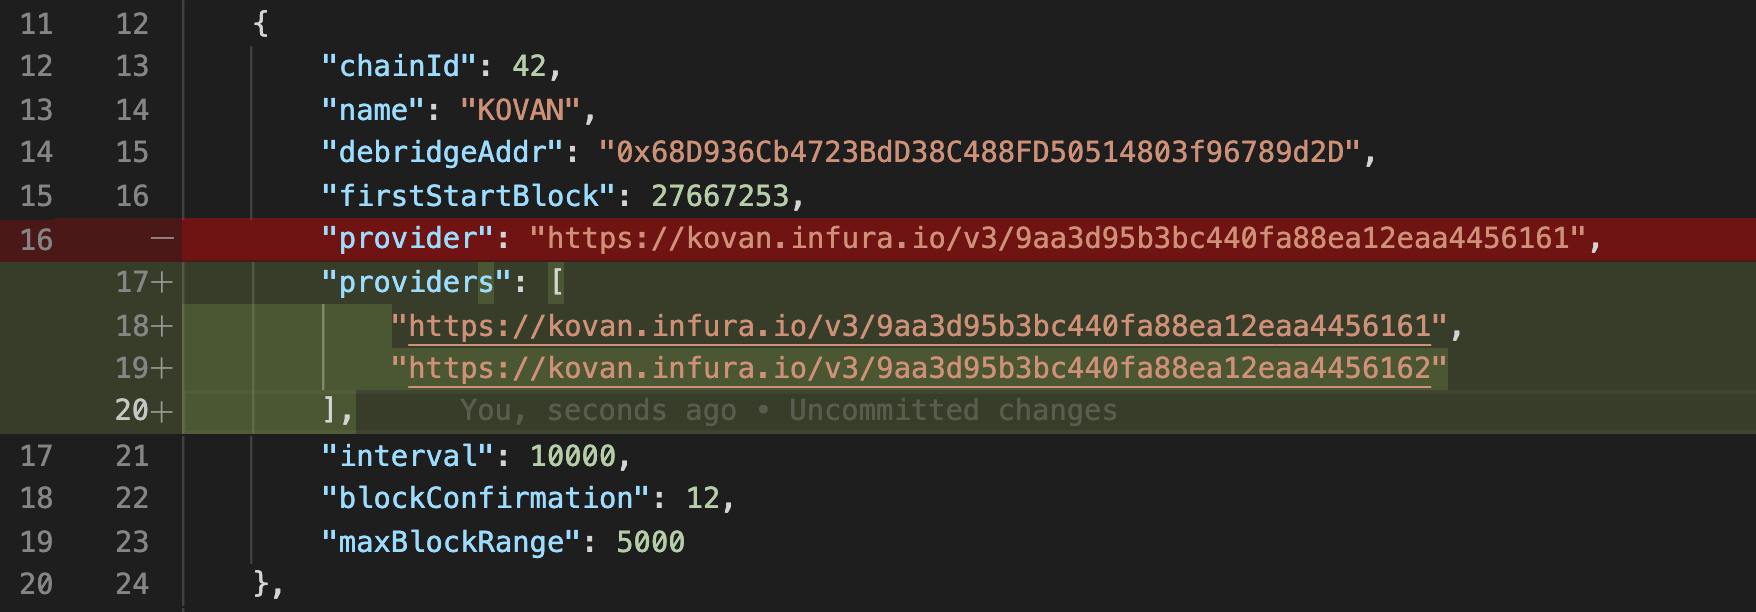 11 12 {
12 13 "chainId": 42,
13 14 "name": "KOVAN",
14 15 "debridgeAddr": "0x68D936Cb4723BdD38C488FD50514803f96789d2D",
15 16 "firstStartBlock": 27667253,
16 — "provider": "https://kovan.infura.io/v3/9aa3d95b3bc440fa88ea12eaa4456161",
17+ "providers": [
18+ "https://kovan.infura.io/v3/9aa3d95b3bc440fa88ea12eaa4456161",
19+ "https://kovan.infura.io/v3/9aa3d95b3bc440fa88ea12eaa4456162"
20+ ], You, seconds ago • Uncommitted changes
17 21 "interval": 10000,
18 22 "blockConfirmation": 12,
19 23 "maxBlockRange": 5000
20 24 },